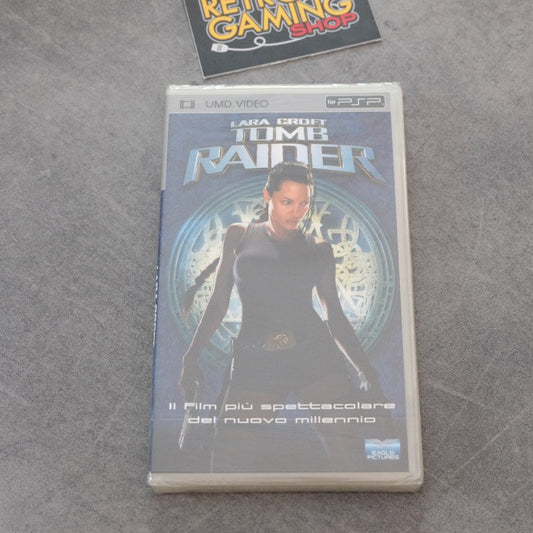 RETRO
GAMING
SHOP
UMD VIDEO
for PSP
LARA CROFT
TOMB
RAIDER
Il Film più spettacolare
del nuovo millennio
EAGLE
PICTURES